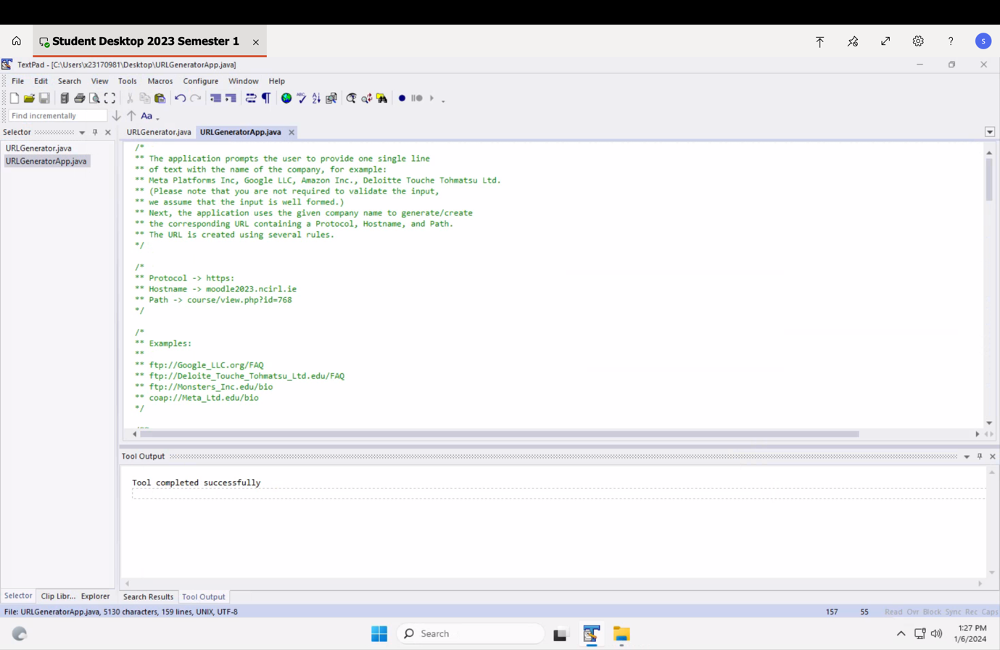 Student Desktop 2023 Semester 1
S
TextPad - [C:\Users\x23170981\Desktop\URLGeneratorApp.java]
File Edit Search View Tools Macros Configure Window Help
Find incrementally
Aa
Selector
URLGenerator.java URLGeneratorApp.java
URLGenerator.java
URLGeneratorApp.java
/*
** The application prompts the user to provide one single line
** of text with the name of the company, for example:
** Meta Platforms Inc, Google LLC, Amazon Inc., Deloitte Touche Tohmatsu Ltd.
** (Please note that you are not required to validate the input,
** we assume that the input is well formed.)
** Next, the application uses the given company name to generate/create
** the corresponding URL containing a Protocol, Hostname, and Path.
** The URL is created using several rules.
*/
/*
** Protocol -> https:
** Hostname -> moodle2023.ncirl.ie
** Path -> course/view.php?id=768
*/
/*
** Examples:
**
** ftp://Google_LLC.org/FAQ
** ftp://Deloite_Touche_Tohmatsu_Ltd.edu/FAQ
** ftp://Monsters_Inc.edu/bio
** coap://Meta_Ltd.edu/bio
*/
Tool Output
Tool completed successfully
Selector Clip Libr... Explorer
Search Results Tool Output
File: URLGeneratorApp.java, 5130 characters, 159 lines, UNIX, UTF-8 157 55 Read Ovr Block Sync Rec Caps
Search
1:27 PM
1/6/2024